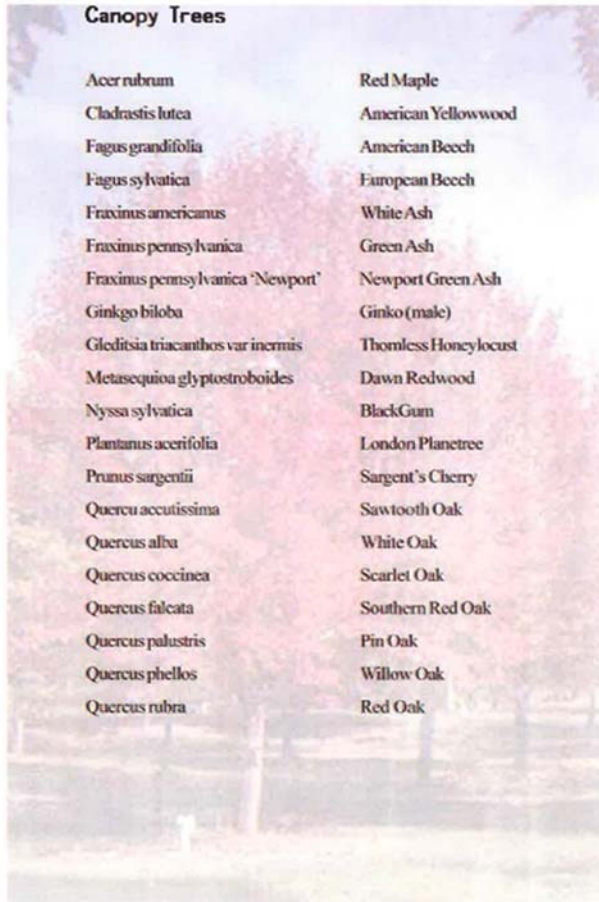 Canopy Trees
Acer rubrum Red Maple
Cladrastis lutea American Yellowwood
Fagus grandifolia American Beech
Fagus sylvatica European Beech
Fraxinus americanus White Ash
Fraxinus pennsylvanica Green Ash
Fraxinus pennsylvanica ‘Newport’ Newport Green Ash
Ginkgo biloba Ginko (male)
Gleditsia triacanthos var inermis Thornless Honeylocust
Metasequioa glyptostroboides Dawn Redwood
Nyssa sylvatica BlackGum
Plantanus acerifolia London Planetree
Prunus sargentii Sargent’s Cherry
Quercu accutissima Sawtooth Oak
Quercus alba White Oak
Quercus coccinea Scarlet Oak
Quercus falcata Southern Red Oak
Quercus palustris Pin Oak
Quercus phellos Willow Oak
Quercus rubra Red Oak